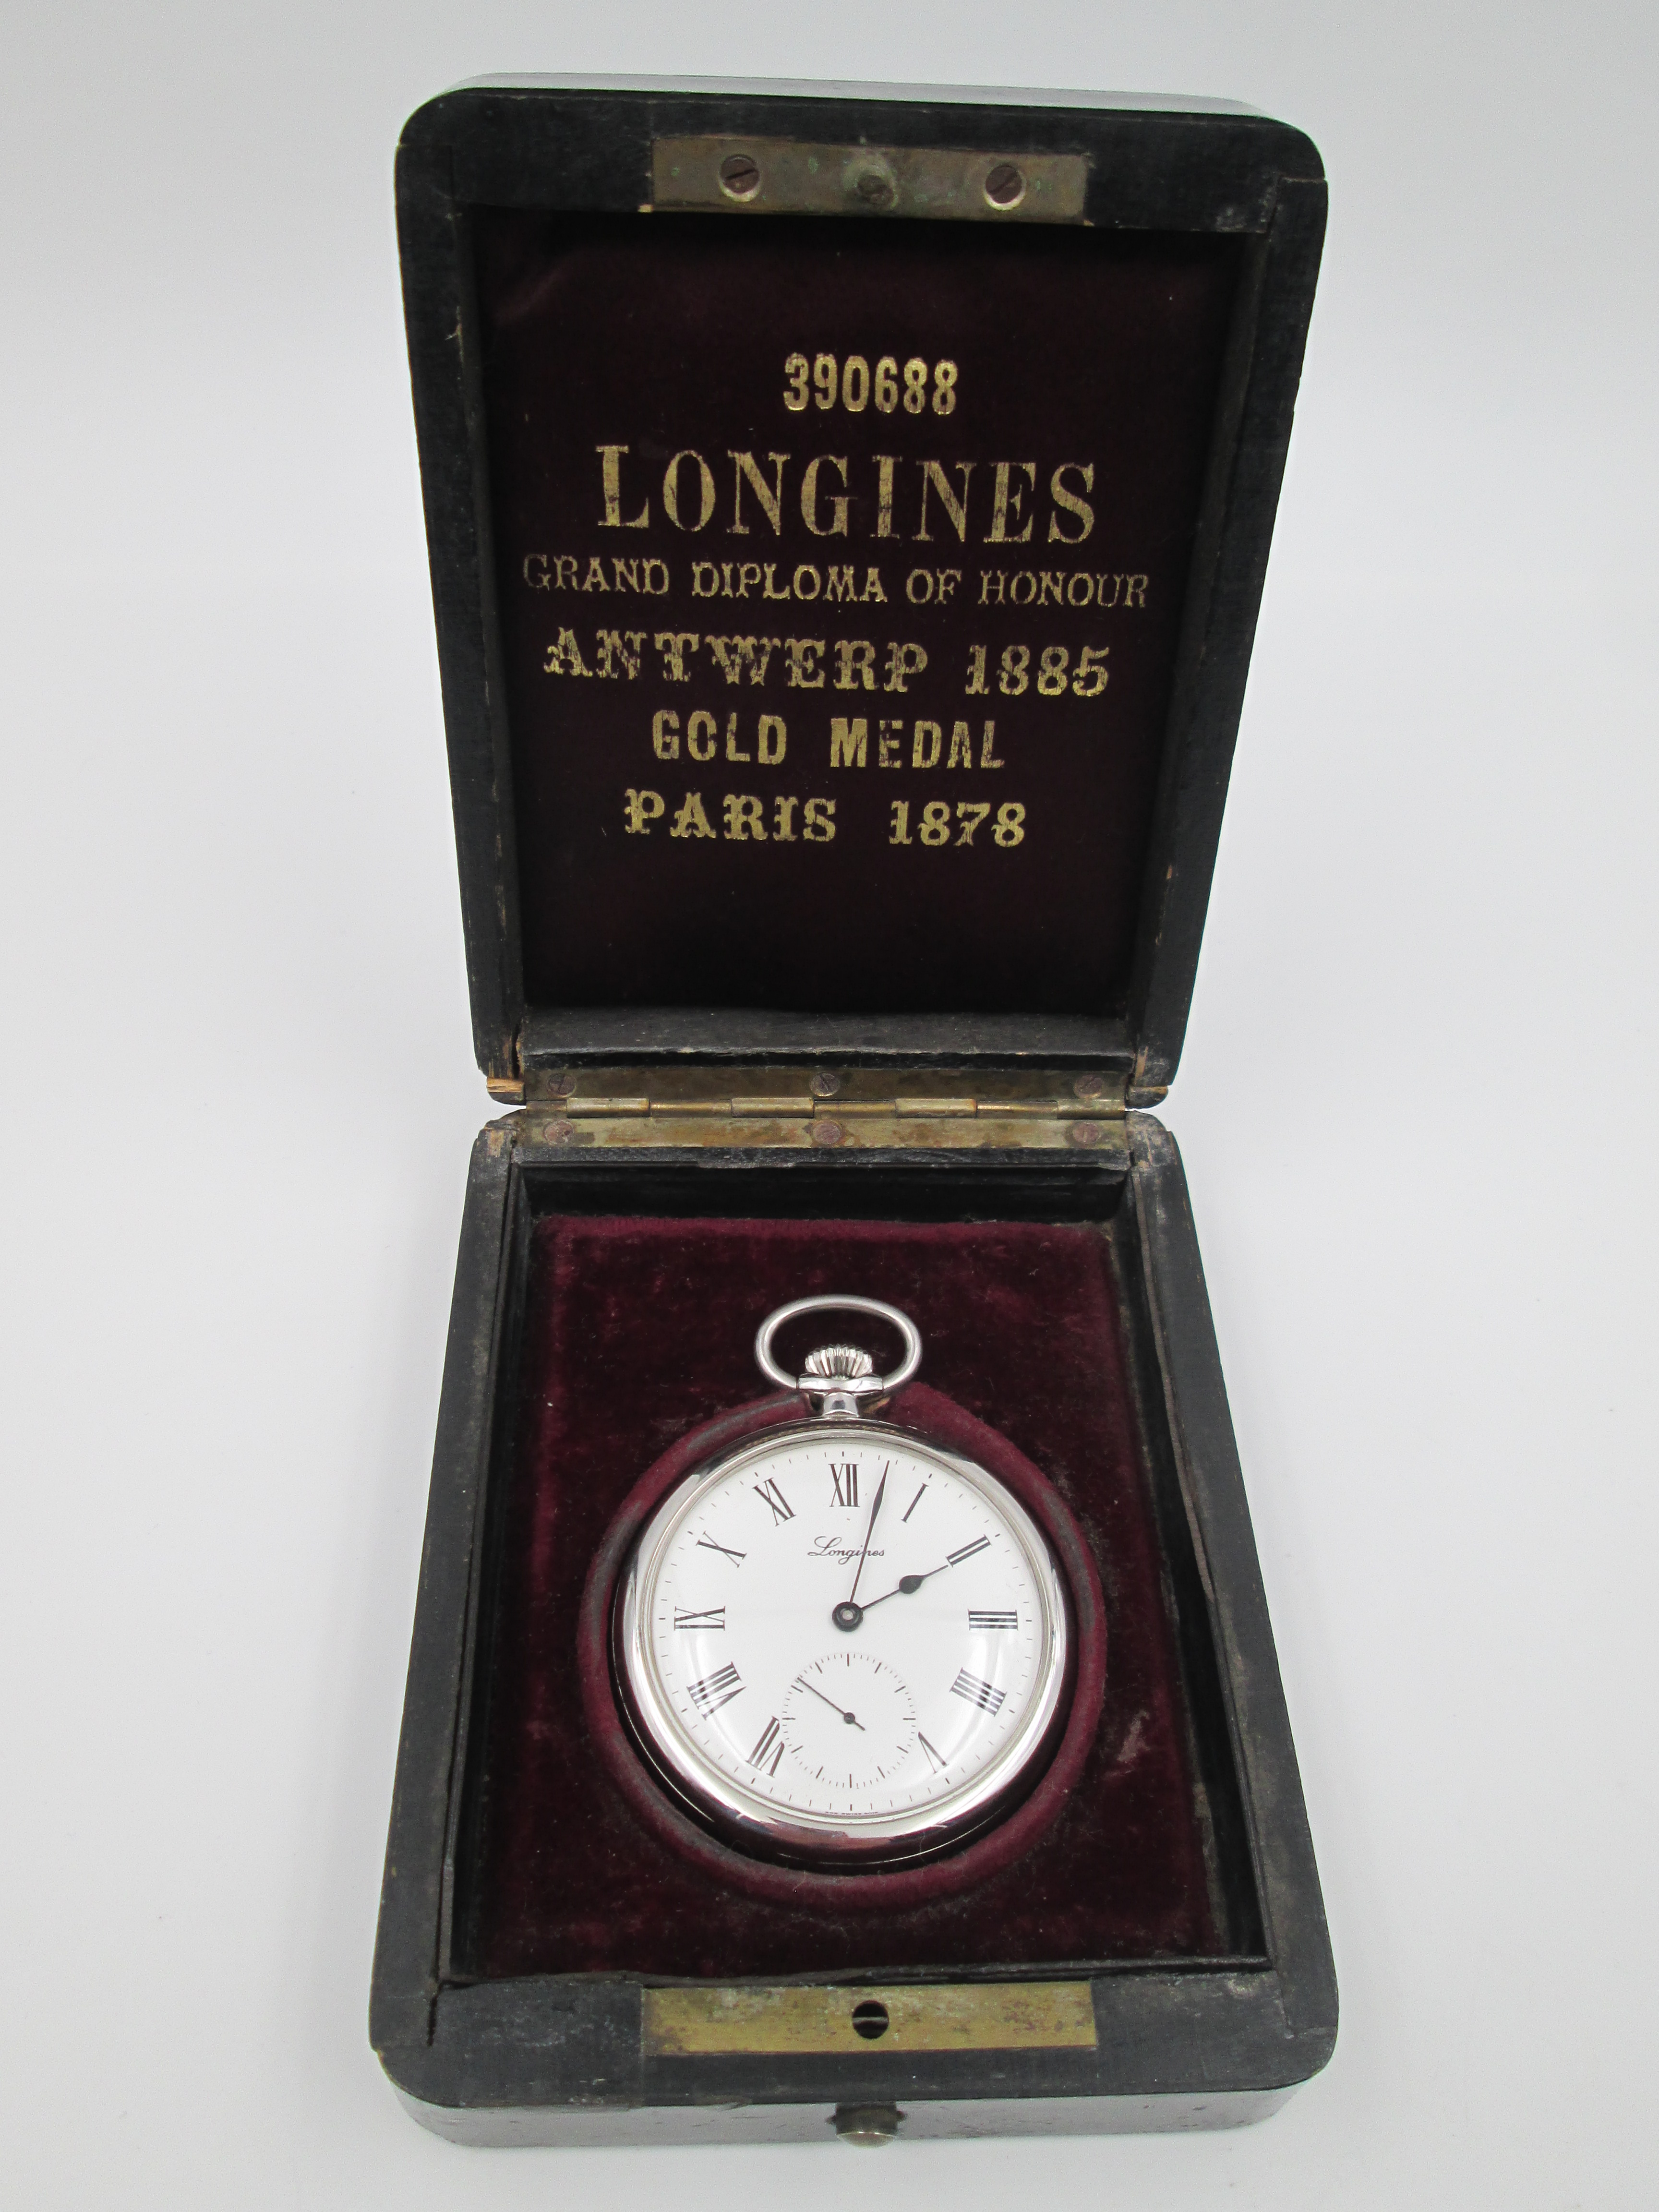 390688
LONGINES
GRAND DIPLOMA OF HONOUR
ANTWERP 1885
GOLD MEDAL
PARIS 1878
XII
I
II
III
IIII
V
VII
VIII
IX
X
XI
Longines